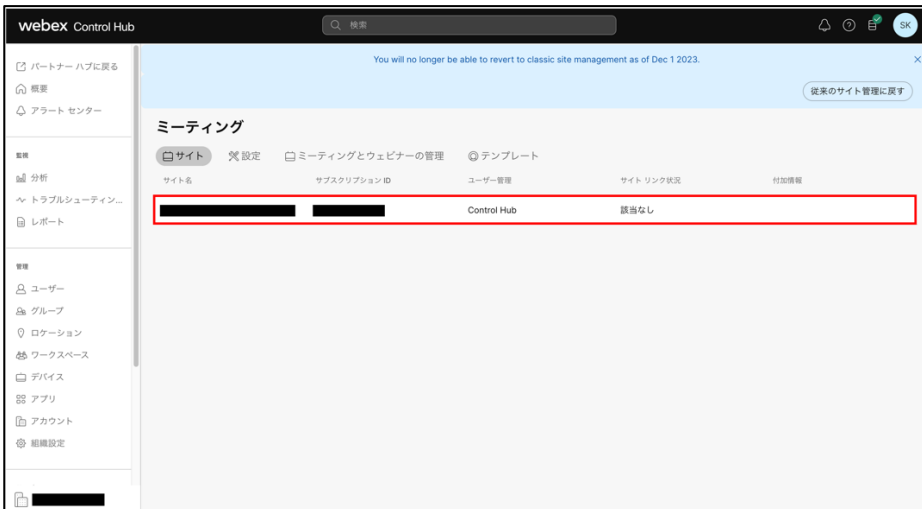 webex Control Hub
検索
SK
You will no longer be able to revert to classic site management as of Dec 1 2023.
従来のサイト管理に戻す
パートナー ハブに戻る
概要
アラート センター
監視
分析
トラブルシューティン...
レポート
管理
ユーザー
グループ
ロケーション
ワークスペース
デバイス
アプリ
アカウント
組織設定
ミーティング
サイト 設定 ミーティングとウェビナーの管理 テンプレート
サイト名 サブスクリプション ID ユーザー管理 サイト リンク状況 付加情報
Control Hub 該当なし